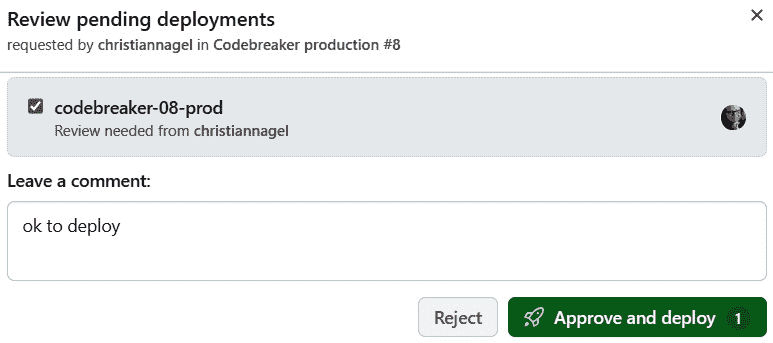 Review pending deployments
requested by christiannagel in Codebreaker production #8
codebreaker-08-prod
Review needed from christiannagel
Leave a comment:
ok to deploy
Reject
Approve and deploy 1